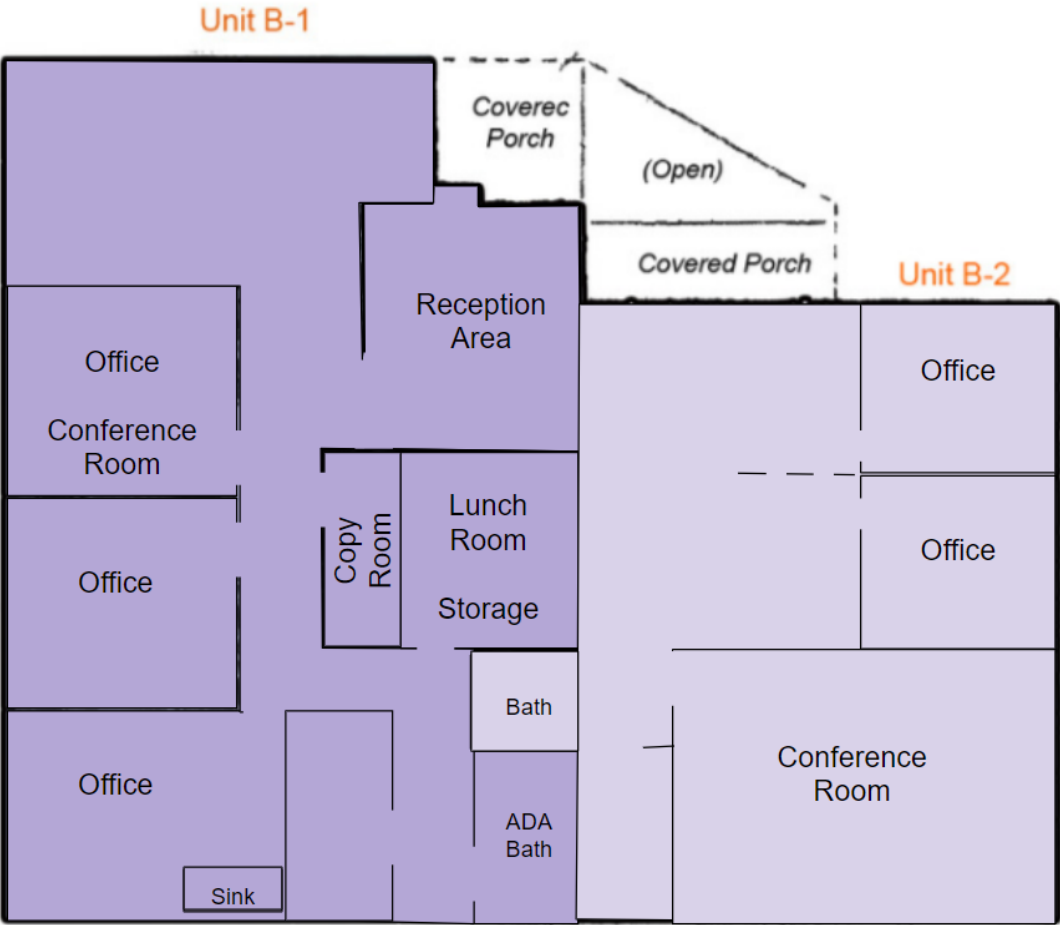 Unit B-1
Coverec
Porch
(Open)
Covered Porch
Unit B-2
Reception
Area
Office
Conference
Room
Office
Lunch
Room
Copy
Room
Storage
Office
Office
Bath
Office
Conference
Room
ADA
Bath
Sink